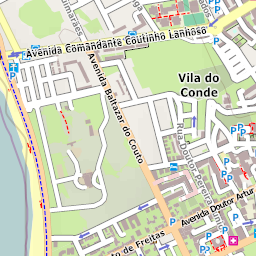 Guimarães
Avenida Comandante Coutinho Lanhoso
Avenida Baltazar do Couto
Vila do
Conde
Rua Doutor Pereira
Avenida Doutor Artur
de Freitas